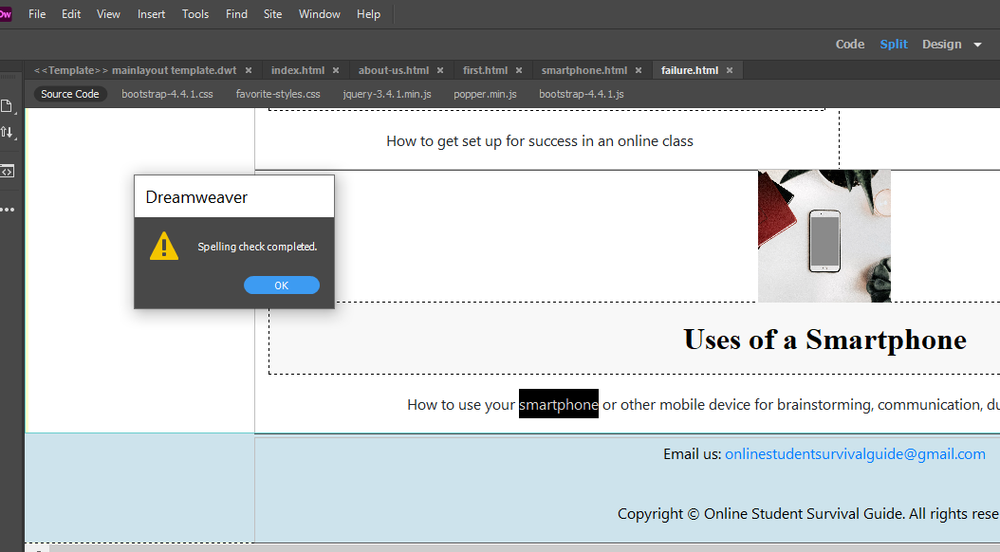 Dw File Edit View Insert Tools Find Site Window Help
Code Split Design
<<Template>> mainlayout template.dwt × index.html × about-us.html × first.html × smartphone.html × failure.html ×
Source Code bootstrap-4.4.1.css favorite-styles.css jquery-3.4.1.min.js popper.min.js bootstrap-4.4.1.js
How to get set up for success in an online class
Dreamweaver
Spelling check completed.
OK
Uses of a Smartphone
How to use your smartphone or other mobile device for brainstorming, communication, du
Email us: onlinestudentsurvivalguide@gmail.com
Copyright © Online Student Survival Guide. All rights rese